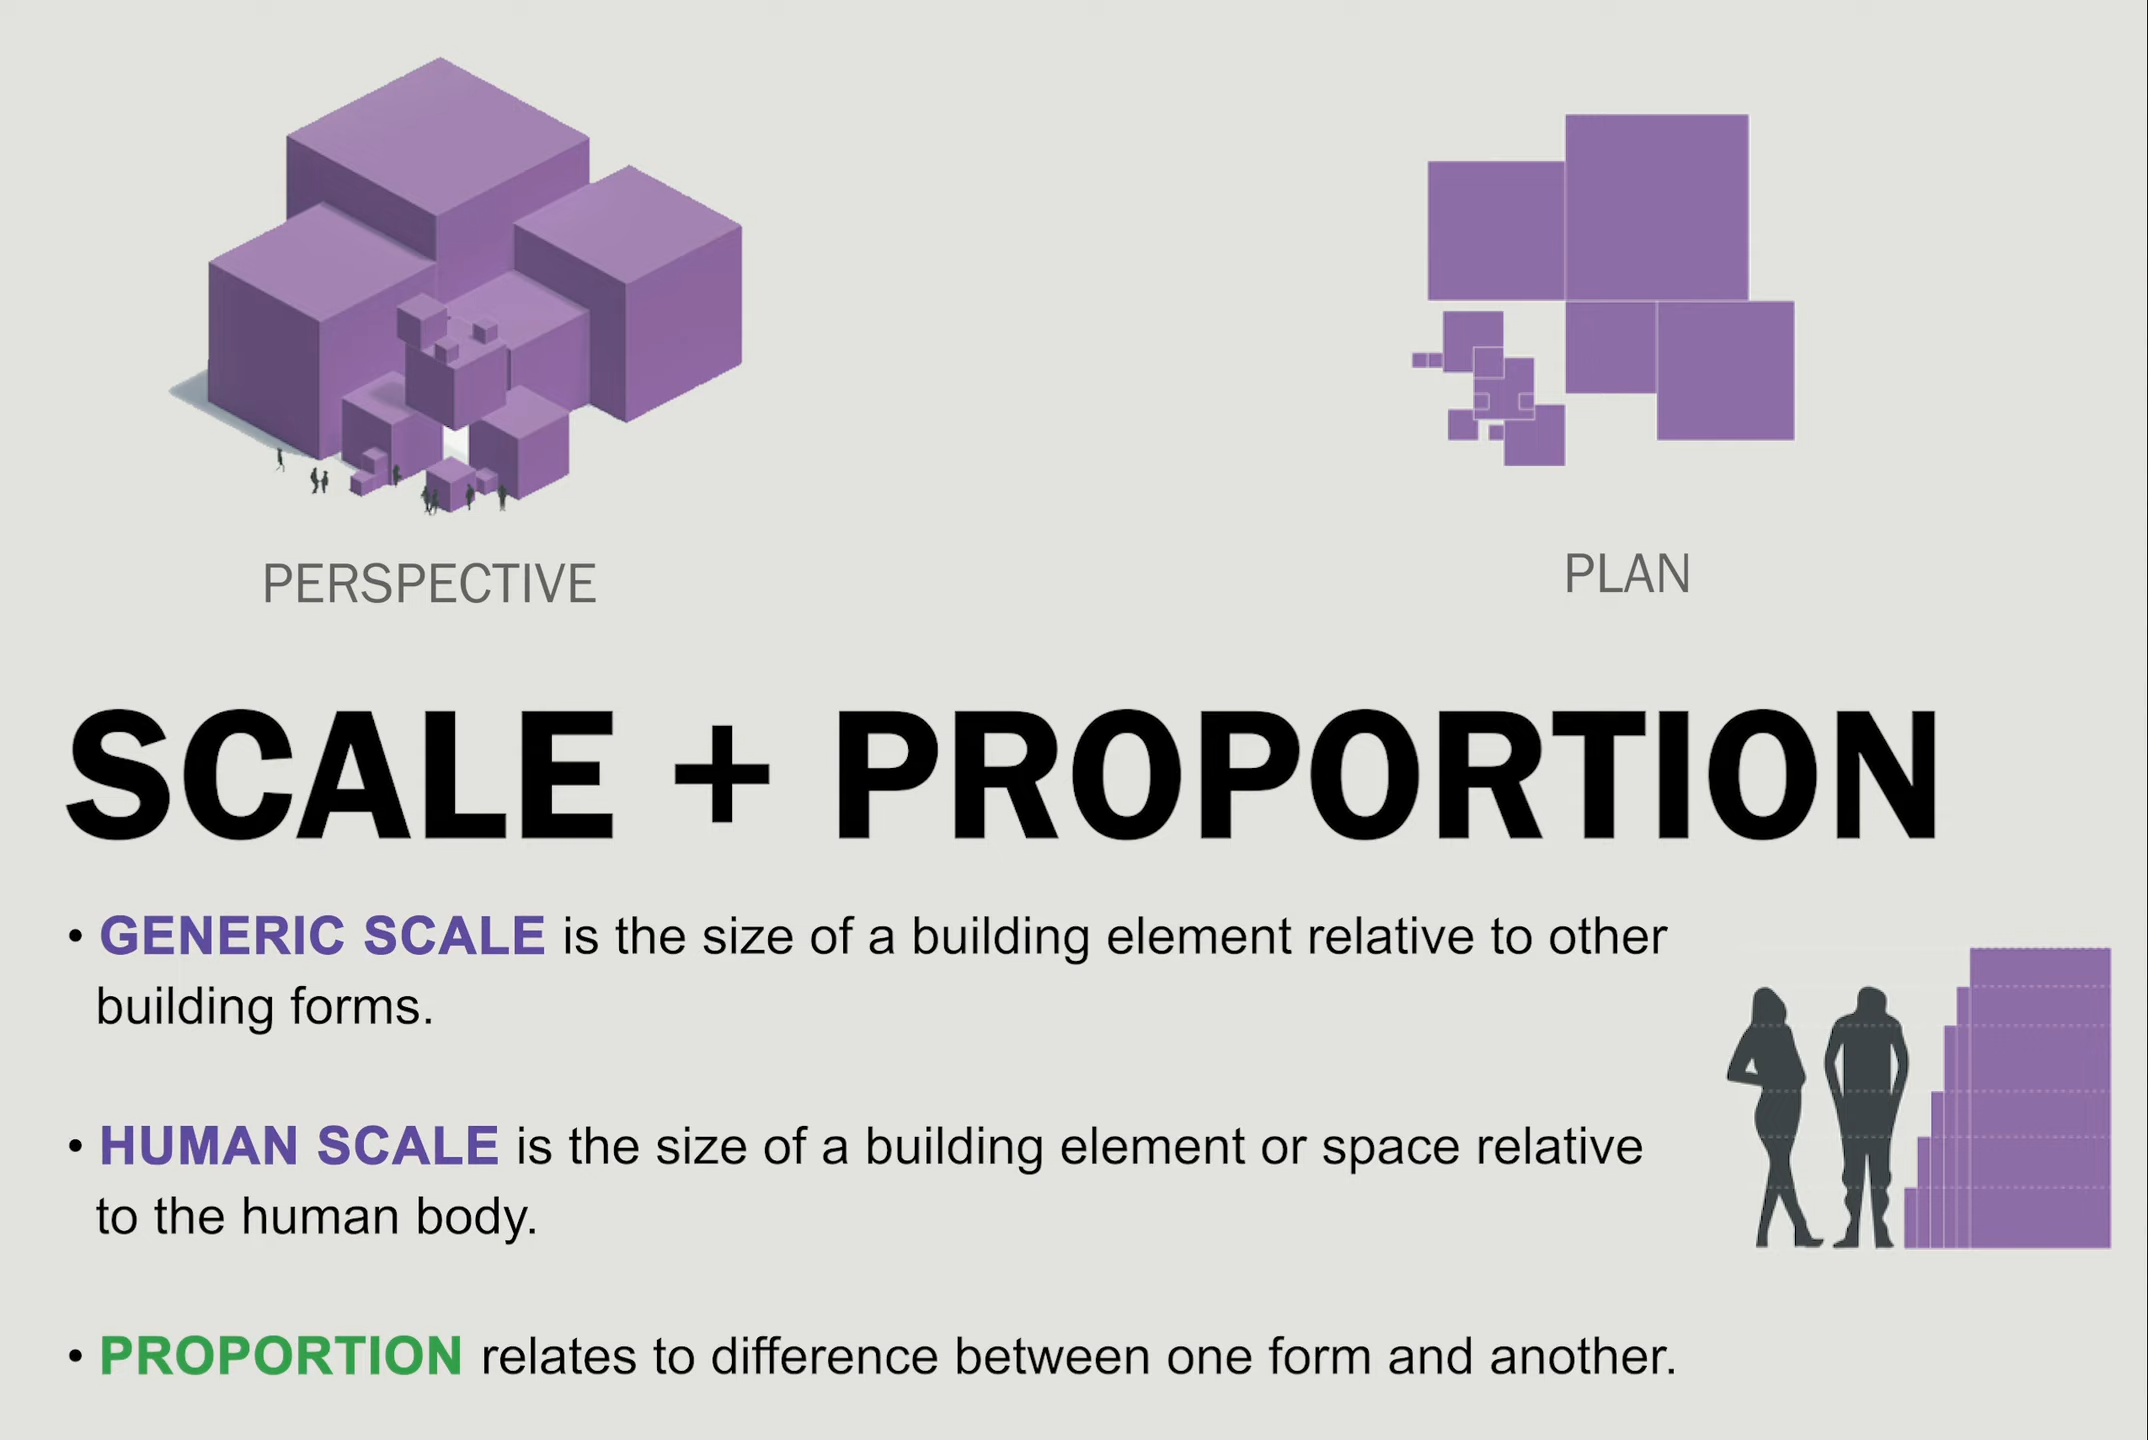 PERSPECTIVE
PLAN
SCALE + PROPORTION
• GENERIC SCALE is the size of a building element relative to other
building forms.
• HUMAN SCALE is the size of a building element or space relative
to the human body.
• PROPORTION relates to difference between one form and another.